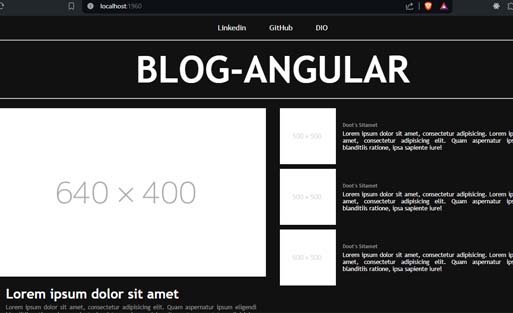 localhost:1960
Linkedin GitHub DIO
BLOG-ANGULAR
640 × 400
Lorem ipsum dolor sit amet
Lorem ipsum dolor sit amet, consectetur adipisicing elit. Quam aspernatur ipsum eligendi
500 × 500
Doot's Sitamet
Lorem ipsum dolor sit amet, consectetur adipisicing. Lorem ip
amet, consectetur adipisicing elit. Quam aspernatur ips
blanditiis ratione, ipsa sapiente iure!
500 × 500
Doot's Sitamet
Lorem ipsum dolor sit amet, consectetur adipisicing. Lorem ip
amet, consectetur adipisicing elit. Quam aspernatur ips
blanditiis ratione, ipsa sapiente iure!
500 × 500
Doot's Sitamet
Lorem ipsum dolor sit amet, consectetur adipisicing. Lorem ip
amet, consectetur adipisicing elit. Quam aspernatur ips
blanditiis ratione, ipsa sapiente iure!